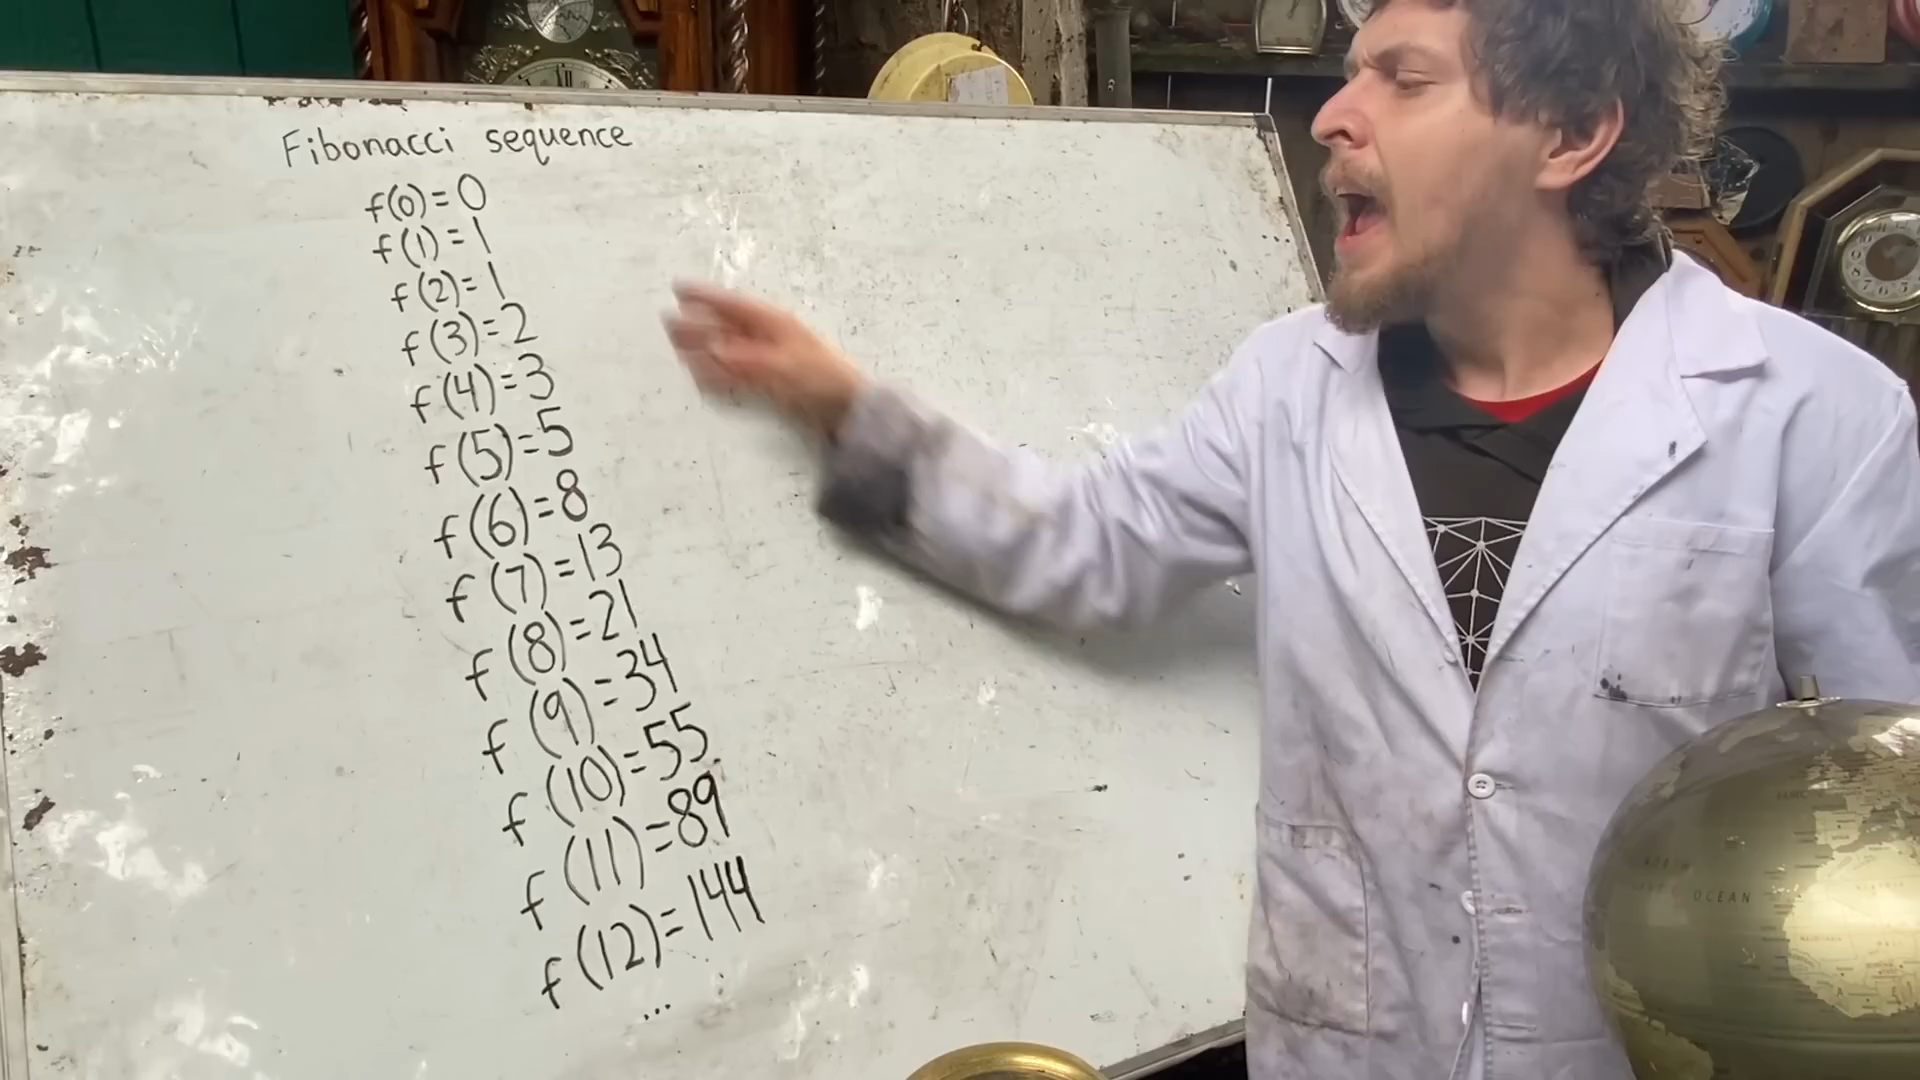 Fibonacci sequence
f(0)=0
f(1)=1
f(2)=1
f(3)=2
f(4)=3
f(5)=5
f(6)=8
f(7)=13
f(8)=21
f(9)=34
f(10)=55
f(11)=89
f(12)=144
...
OCEAN